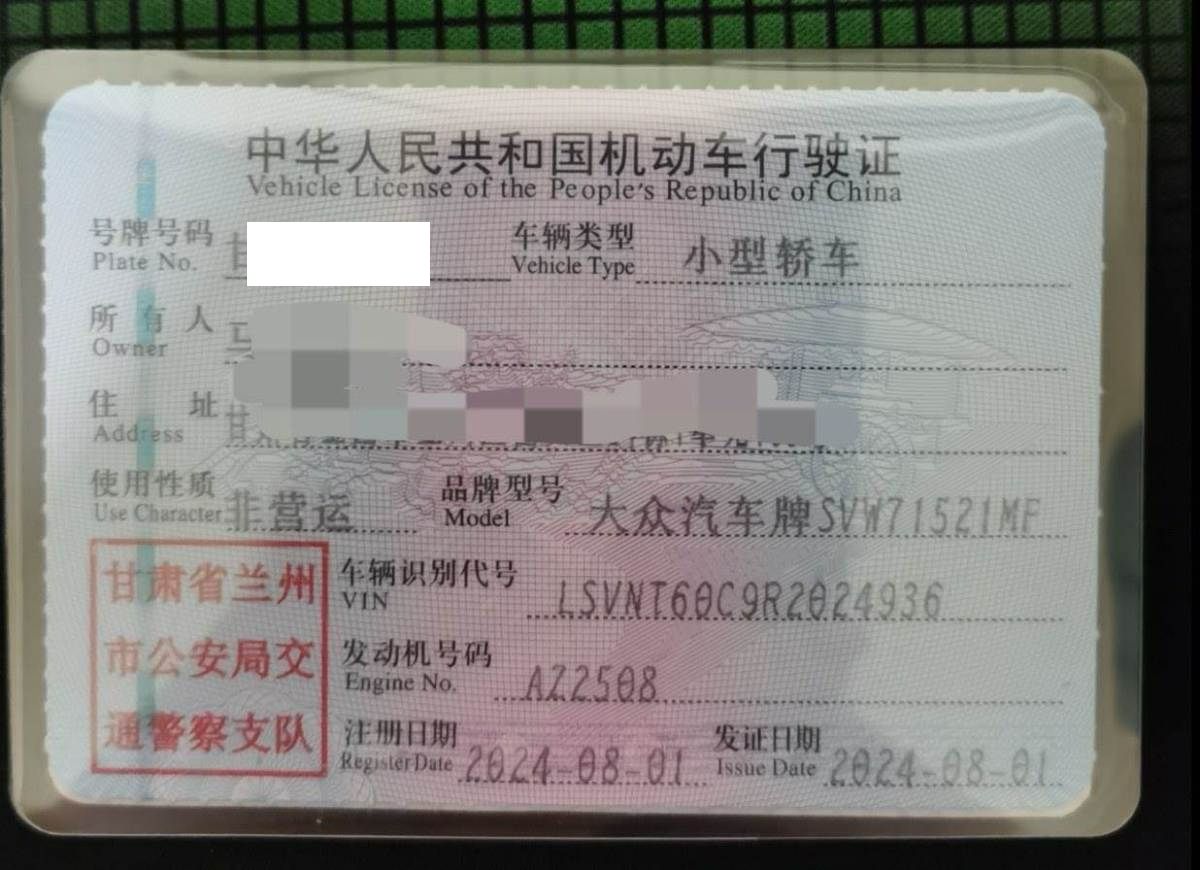 中华人民共和国机动车行驶证
Vehicle License of the People's Republic of China
号牌号码 车辆类型 小型轿车
Plate No. Vehicle Type
所有人 马
Owner
住址 甘
Address
使用性质 非营运 品牌型号 大众汽车牌SVW71521MF
Use Character Model
甘肃省兰州
市公安局交
通警察支队
车辆识别代号 LSVNT60C9R2024936
VIN
发动机号码 AZ2508
Engine No.
注册日期 2024-08-01 发证日期 2024-08-01
Register Date Issue Date